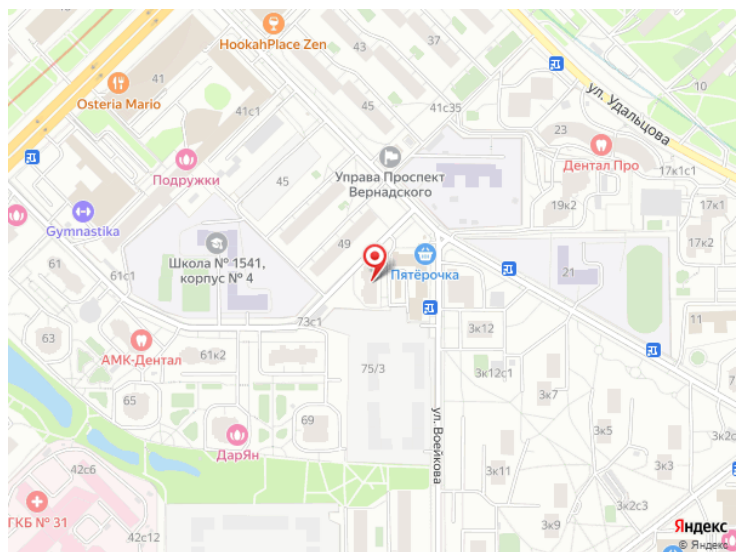 HookahPlace Zen
43
37
41
Osteria Mario
41с1
45
41с35
10
ул. Удальцова
23
Дентал Про
Подружки
Управа Проспект
Вернадского
17к1с1
45
19к2
17к1
Gymnastika
Школа № 1541,
корпус № 4
49
17к2
61с1
Пятёрочка
21
73с1
3к12
11
63
АМК-Дентал
61к2
75/3
3к12с1
3к7
65
69
ул. Воейкова
3к5
ДарЯн
3к2с
42с6
3к11
3к3
ГКБ № 31
3к2с3
42с12
3к9
Яндекс
© Яндекс